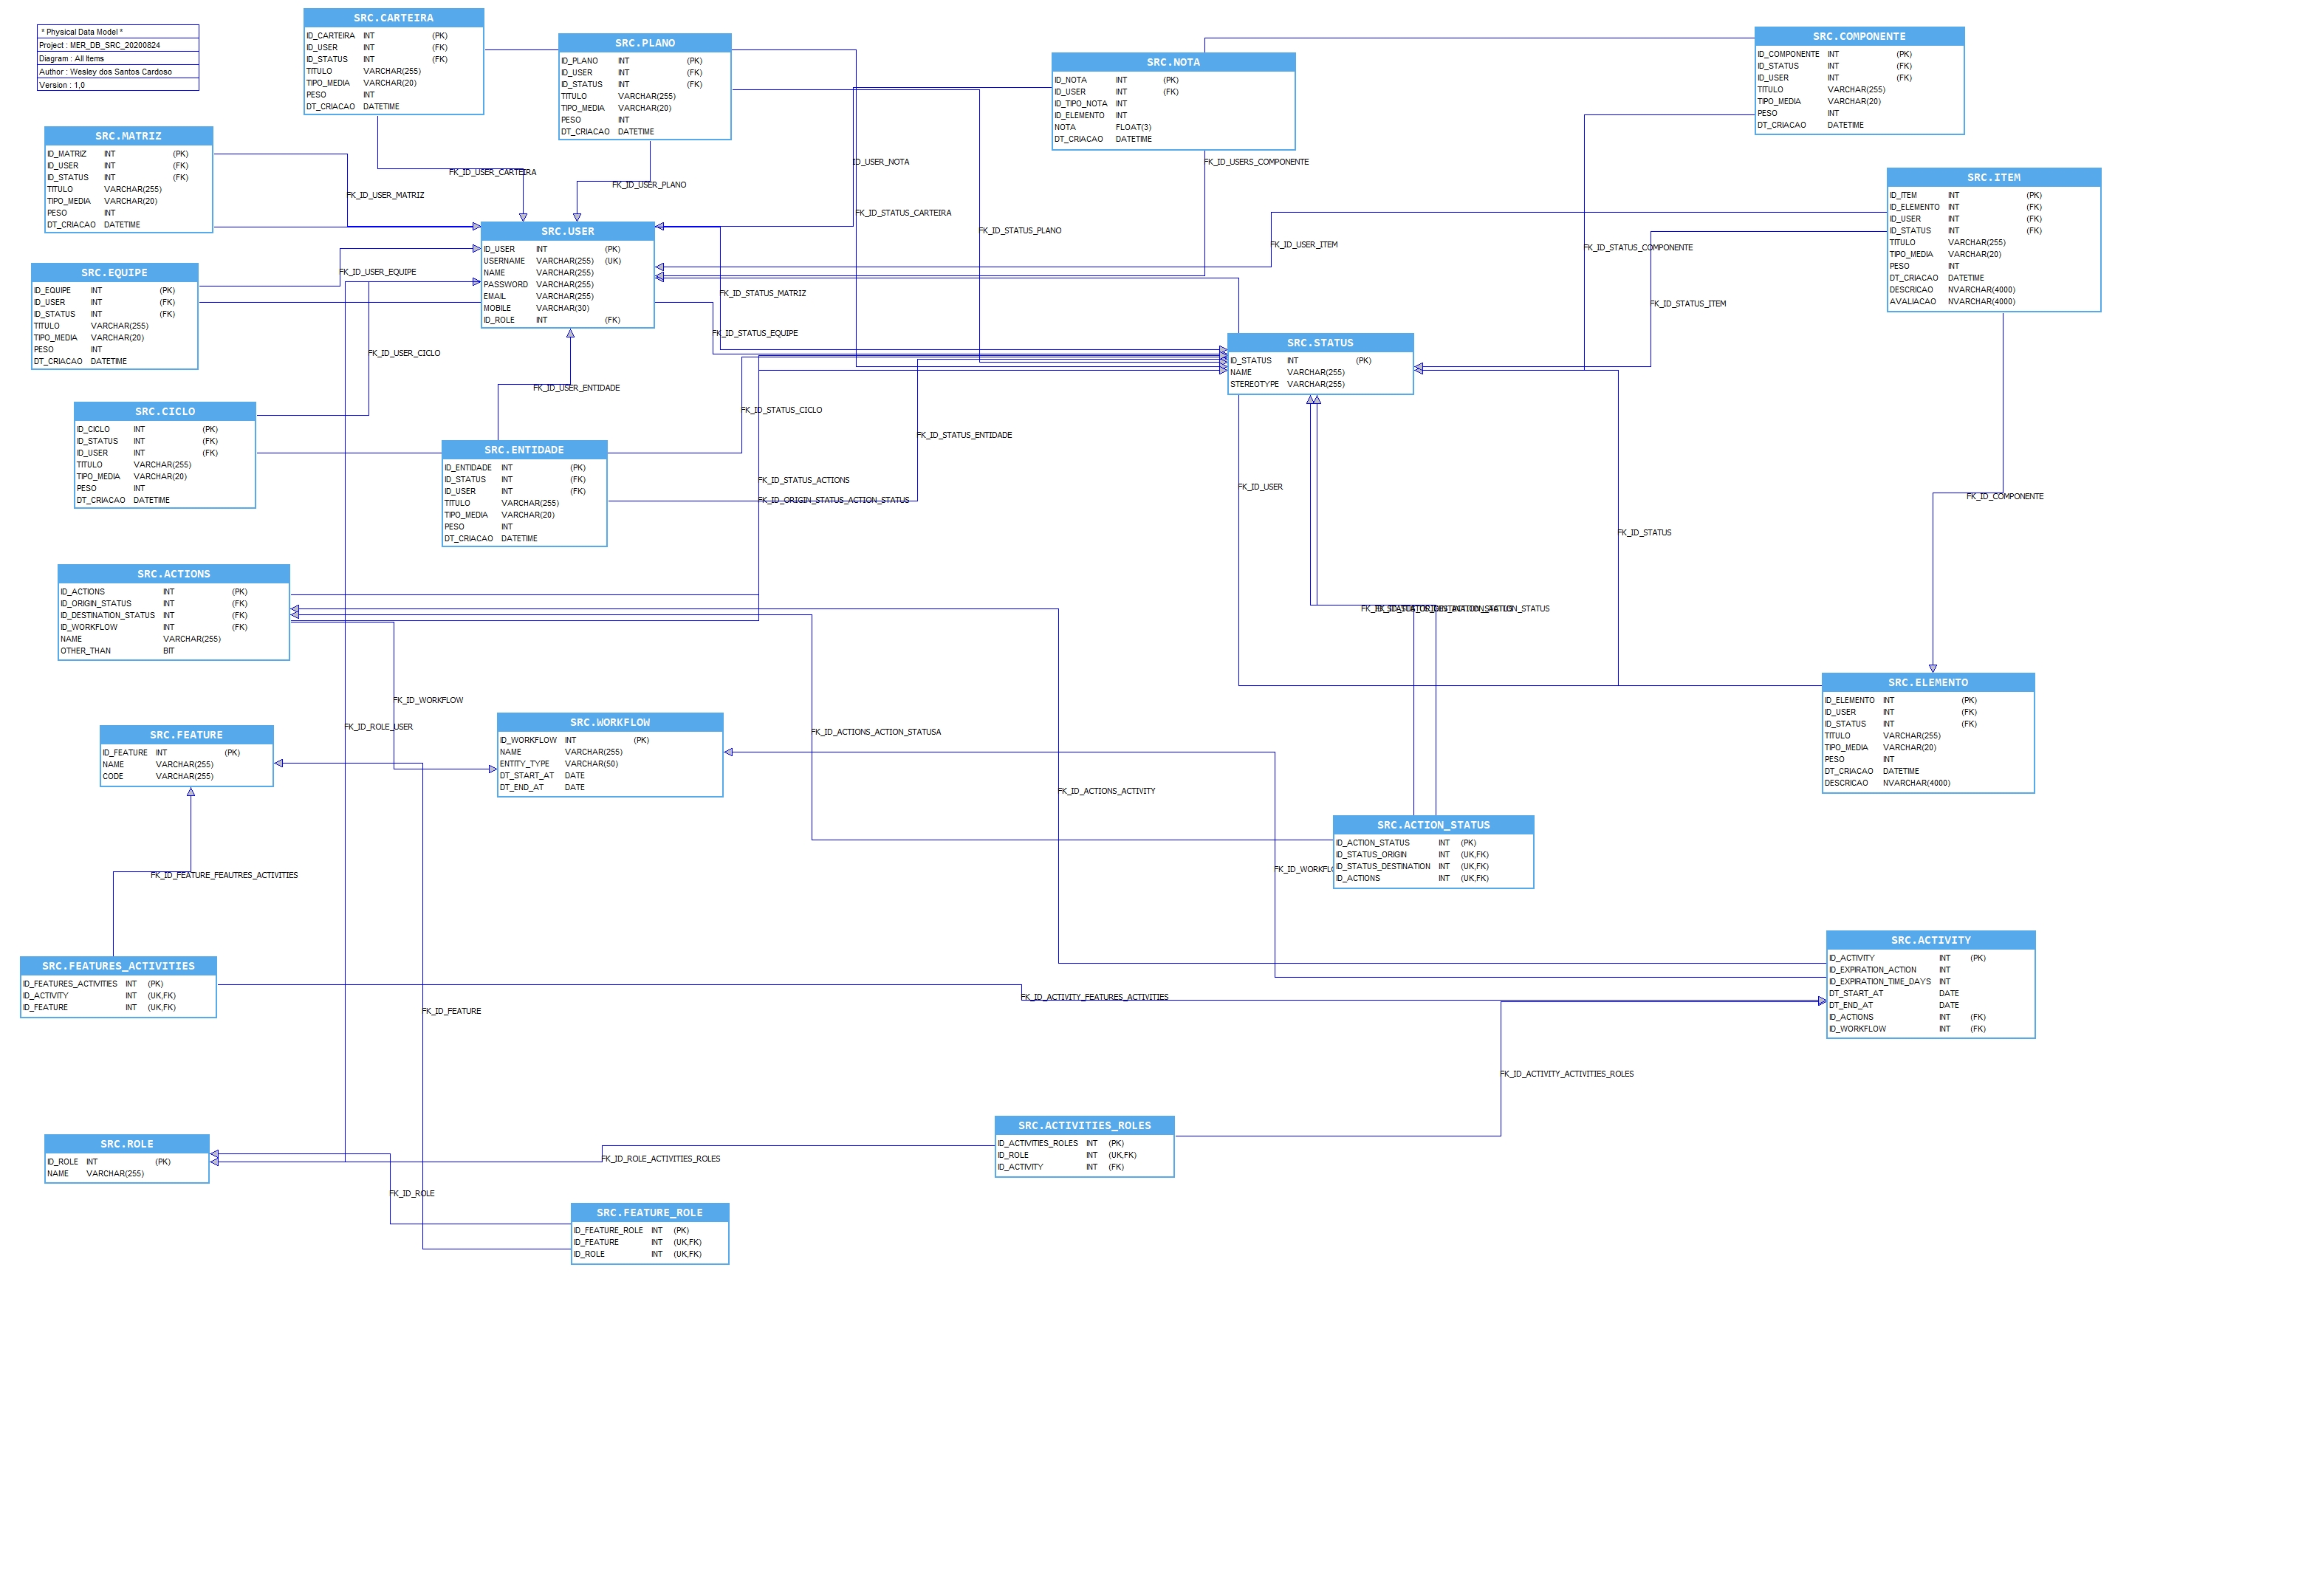 * Physical Data Model *
Project : MER_DB_SRC_20200824
Diagram : All Items
Author : Wesley dos Santos Cardoso
Version : 1,0
SRC.CARTEIRA
ID_CARTEIRA INT (PK)
ID_USER INT (FK)
ID_STATUS INT (FK)
TITULO VARCHAR(255)
TIPO_MEDIA VARCHAR(20)
PESO INT
DT_CRIACAO DATETIME
SRC.PLANO
ID_PLANO INT (PK)
ID_USER INT (FK)
ID_STATUS INT (FK)
TITULO VARCHAR(255)
TIPO_MEDIA VARCHAR(20)
PESO INT
DT_CRIACAO DATETIME
SRC.NOTA
ID_NOTA INT (PK)
ID_USER INT (FK)
ID_TIPO_NOTA INT
ID_ELEMENTO INT
NOTA FLOAT(3)
DT_CRIACAO DATETIME
SRC.COMPONENTE
ID_COMPONENTE INT (PK)
ID_STATUS INT (FK)
ID_USER INT (FK)
TITULO VARCHAR(255)
TIPO_MEDIA VARCHAR(20)
PESO INT
DT_CRIACAO DATETIME
SRC.MATRIZ
ID_MATRIZ INT (PK)
ID_USER INT (FK)
ID_STATUS INT (FK)
TITULO VARCHAR(255)
TIPO_MEDIA VARCHAR(20)
PESO INT
DT_CRIACAO DATETIME
FK_ID_USER_CARTEIRA
FK_ID_USER_PLANO
FK_ID_USER_MATRIZ
ID_USER_NOTA
FK_ID_USERS_COMPONENTE
FK_ID_STATUS_CARTEIRA
FK_ID_STATUS_PLANO
FK_ID_USER_ITEM
FK_ID_STATUS_COMPONENTE
SRC.ITEM
ID_ITEM INT (PK)
ID_ELEMENTO INT (FK)
ID_USER INT (FK)
ID_STATUS INT (FK)
TITULO VARCHAR(255)
TIPO_MEDIA VARCHAR(20)
PESO INT
DT_CRIACAO DATETIME
DESCRICAO NVARCHAR(4000)
AVALIACAO NVARCHAR(4000)
SRC.USER
ID_USER INT (PK)
USERNAME VARCHAR(255) (UK)
NAME VARCHAR(255)
PASSWORD VARCHAR(255)
EMAIL VARCHAR(255)
MOBILE VARCHAR(30)
ID_ROLE INT (FK)
SRC.EQUIPE
ID_EQUIPE INT (PK)
ID_USER INT (FK)
ID_STATUS INT (FK)
TITULO VARCHAR(255)
TIPO_MEDIA VARCHAR(20)
PESO INT
DT_CRIACAO DATETIME
FK_ID_USER_EQUIPE
FK_ID_STATUS_MATRIZ
FK_ID_STATUS_ITEM
FK_ID_STATUS_EQUIPE
FK_ID_USER_CICLO
FK_ID_USER_ENTIDADE
SRC.STATUS
ID_STATUS INT (PK)
NAME VARCHAR(255)
STEREOTYPE VARCHAR(255)
SRC.CICLO
ID_CICLO INT (PK)
ID_STATUS INT (FK)
ID_USER INT (FK)
TITULO VARCHAR(255)
TIPO_MEDIA VARCHAR(20)
PESO INT
DT_CRIACAO DATETIME
FK_ID_STATUS_CICLO
FK_ID_STATUS_ENTIDADE
SRC.ENTIDADE
ID_ENTIDADE INT (PK)
ID_STATUS INT (FK)
ID_USER INT (FK)
TITULO VARCHAR(255)
TIPO_MEDIA VARCHAR(20)
PESO INT
DT_CRIACAO DATETIME
FK_ID_STATUS_ACTIONS
FK_ID_ORIGIN_STATUS_ACTION_STATUS
FK_ID_USER
FK_ID_COMPONENTE
FK_ID_STATUS
SRC.ACTIONS
ID_ACTIONS INT (PK)
ID_ORIGIN_STATUS INT (FK)
ID_DESTINATION_STATUS INT (FK)
ID_WORKFLOW INT (FK)
NAME VARCHAR(255)
OTHER_THAN BIT
FK_ID_WORKFLOW
FK_ID_ROLE_USER
FK_ID_ACTIONS_ACTION_STATUSA
FK_ID_ACTIONS_ACTIVITY
SRC.ELEMENTO
ID_ELEMENTO INT (PK)
ID_USER INT (FK)
ID_STATUS INT (FK)
TITULO VARCHAR(255)
TIPO_MEDIA VARCHAR(20)
PESO INT
DT_CRIACAO DATETIME
DESCRICAO NVARCHAR(4000)
SRC.FEATURE
ID_FEATURE INT (PK)
NAME VARCHAR(255)
CODE VARCHAR(255)
SRC.WORKFLOW
ID_WORKFLOW INT (PK)
NAME VARCHAR(255)
ENTITY_TYPE VARCHAR(50)
DT_START_AT DATE
DT_END_AT DATE
SRC.ACTION_STATUS
ID_ACTION_STATUS INT (PK)
ID_STATUS_ORIGIN INT (UK,FK)
ID_STATUS_DESTINATION INT (UK,FK)
ID_ACTIONS INT (UK,FK)
FK_ID_FEATURE_FEAUTRES_ACTIVITIES
SRC.ACTIVITY
ID_ACTIVITY INT (PK)
ID_EXPIRATION_ACTION INT
ID_EXPIRATION_TIME_DAYS INT
DT_START_AT DATE
DT_END_AT DATE
ID_ACTIONS INT (FK)
ID_WORKFLOW INT (FK)
SRC.FEATURES_ACTIVITIES
ID_FEATURES_ACTIVITIES INT (PK)
ID_ACTIVITY INT (UK,FK)
ID_FEATURE INT (UK,FK)
FK_ID_ACTIVITY_FEATURES_ACTIVITIES
FK_ID_FEATURE
FK_ID_ACTIVITY_ACTIVITIES_ROLES
SRC.ACTIVITIES_ROLES
ID_ACTIVITIES_ROLES INT (PK)
ID_ROLE INT (UK,FK)
ID_ACTIVITY INT (FK)
SRC.ROLE
ID_ROLE INT (PK)
NAME VARCHAR(255)
FK_ID_ROLE_ACTIVITIES_ROLES
FK_ID_ROLE
SRC.FEATURE_ROLE
ID_FEATURE_ROLE INT (PK)
ID_FEATURE INT (UK,FK)
ID_ROLE INT (UK,FK)